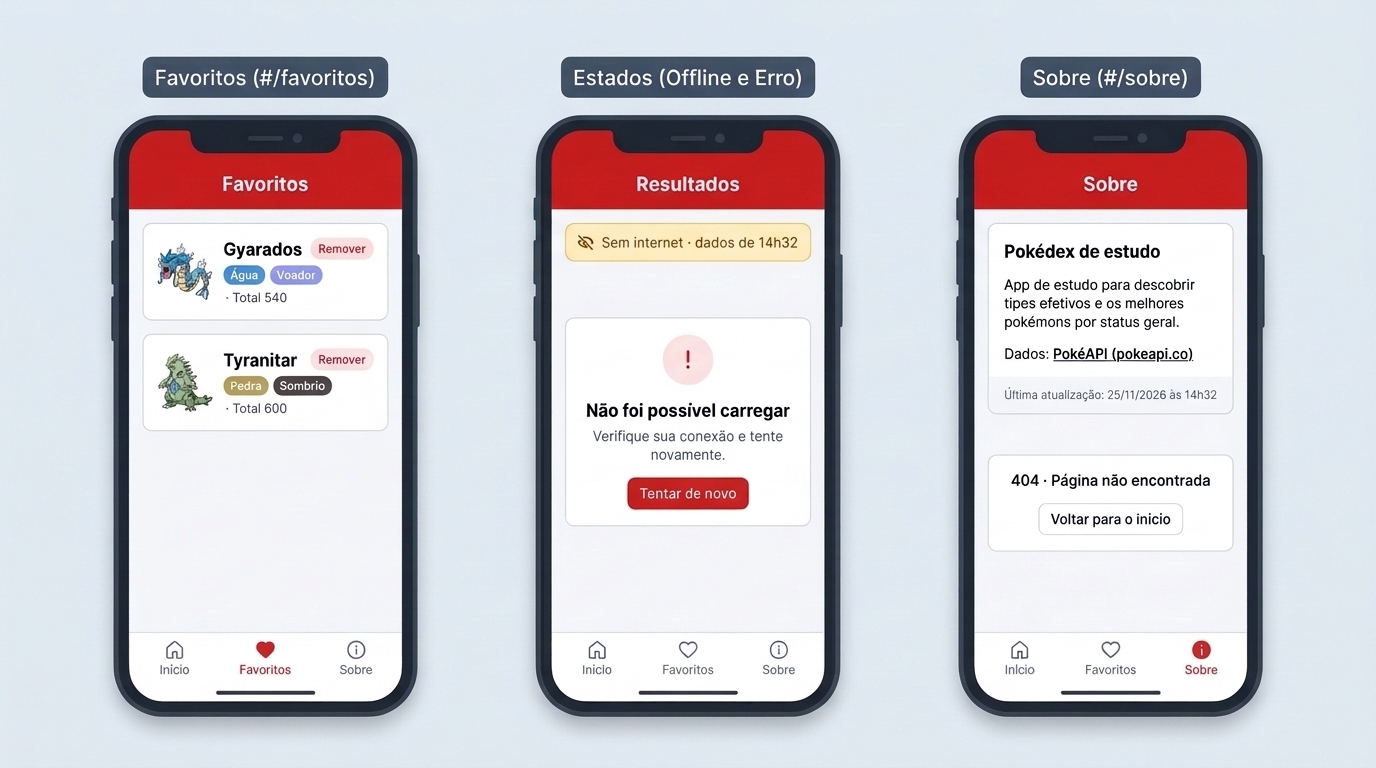 Favoritos (#/favoritos)
Favoritos
Gyarados
Remover
Água
Voador
· Total 540
Tyranitar
Remover
Pedra
Sombrio
· Total 600
Início
Favoritos
Sobre
Estados (Offline e Erro)
Resultados
Sem internet · dados de 14h32
!
Não foi possível carregar
Verifique sua conexão e tente
novamente.
Tentar de novo
Inicio
Favoritos
Sobre
Sobre (#/sobre)
Sobre
Pokédex de estudo
App de estudo para descobrir
tipes efetivos e os melhores
pokémons por status geral.
Dados: PokéAPI (pokeapi.co)
Última atualização: 25/11/2026 às 14h32
404 · Página não encontrada
Voltar para o inicio
Início
Favoritos
Sobre